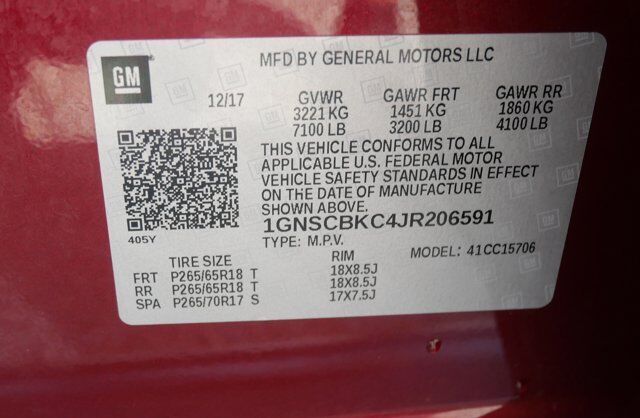 GM
MFD BY GENERAL MOTORS LLC
12/17 GVWR GAWR FRT GAWR RR
3221 KG 1451 KG 1860 KG
7100 LB 3200 LB 4100 LB
THIS VEHICLE CONFORMS TO ALL
APPLICABLE U.S. FEDERAL MOTOR
VEHICLE SAFETY STANDARDS IN EFFECT
ON THE DATE OF MANUFACTURE
SHOWN ABOVE.
1GNSCBKC4JR206591
405Y
TYPE: M.P.V. MODEL: 41CC15706
TIRE SIZE RIM
FRT P265/65R18 T 18X8.5J
RR P265/65R18 T 18X8.5J
SPA P265/70R17 S 17X7.5J